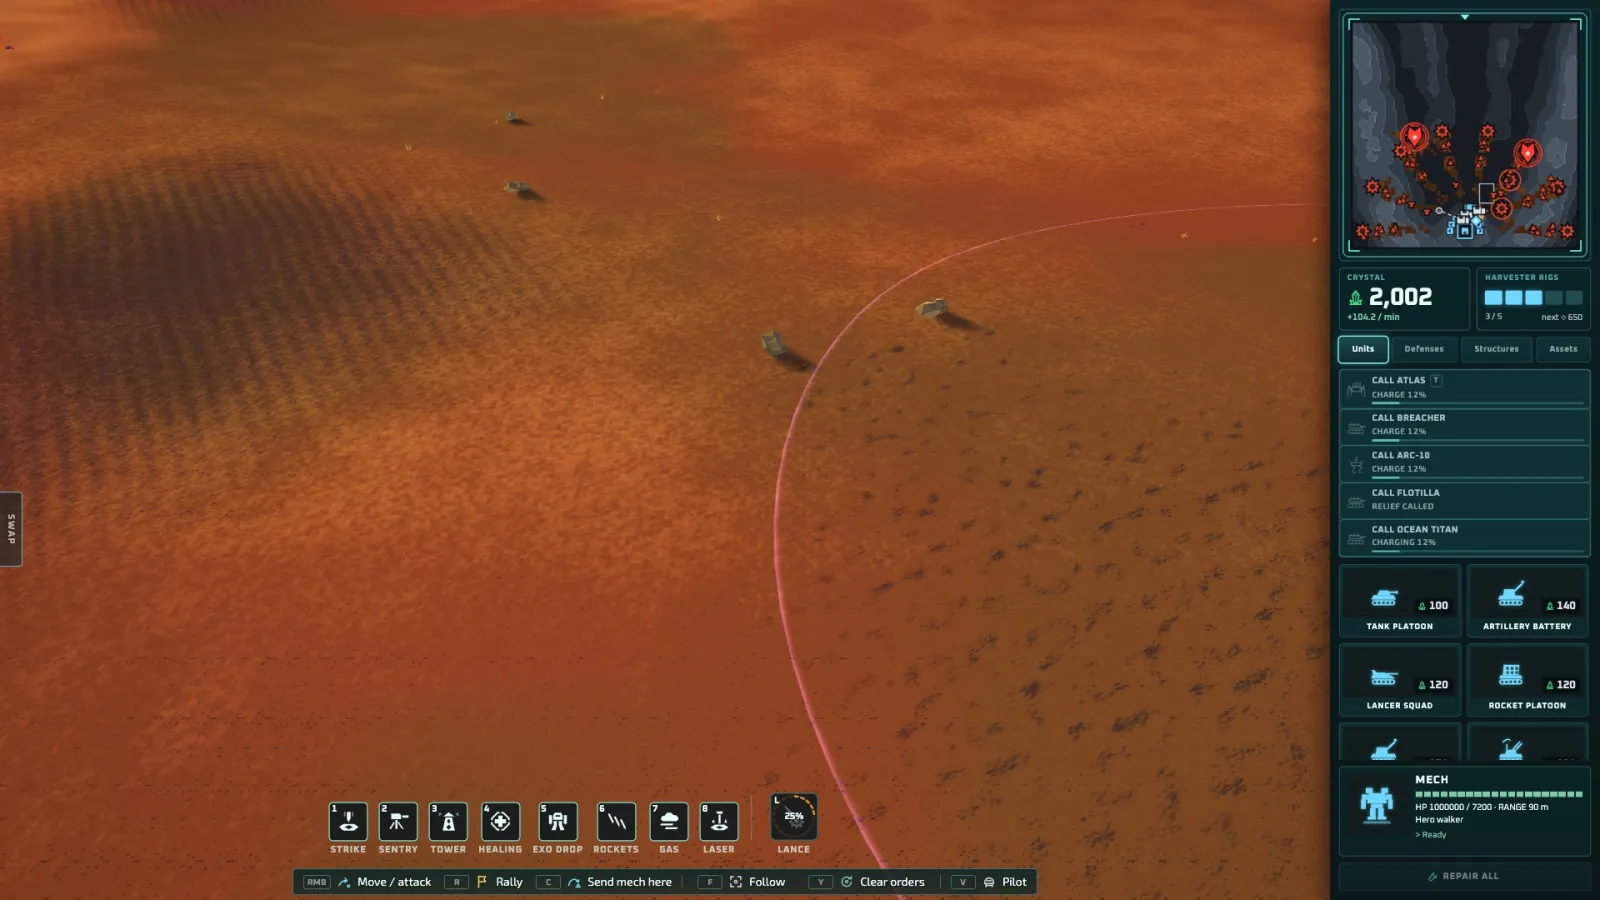 SWAP
CRYSTAL
2,002
+104.2 / min
HARVESTER RIGS
3 / 5
next 650
Units
Defenses
Structures
Assets
CALL ATLAS T
CHARGE 12%
CALL BREACHER
CHARGE 12%
CALL ARC-10
CHARGE 12%
CALL FLOTILLA
RELIEF CALLED
CALL OCEAN TITAN
CHARGING 12%
100
TANK PLATOON
140
ARTILLERY BATTERY
120
LANCER SQUAD
120
ROCKET PLATOON
MECH
HP 1000000 / 7200 · RANGE 90 m
Hero walker
> Ready
REPAIR ALL
1
STRIKE
2
SENTRY
3
TOWER
4
HEALING
5
EXO DROP
6
ROCKETS
7
GAS
8
LASER
L
25%
LANCE
RMB Move / attack
R Rally
C Send mech here
F Follow
Y Clear orders
V Pilot